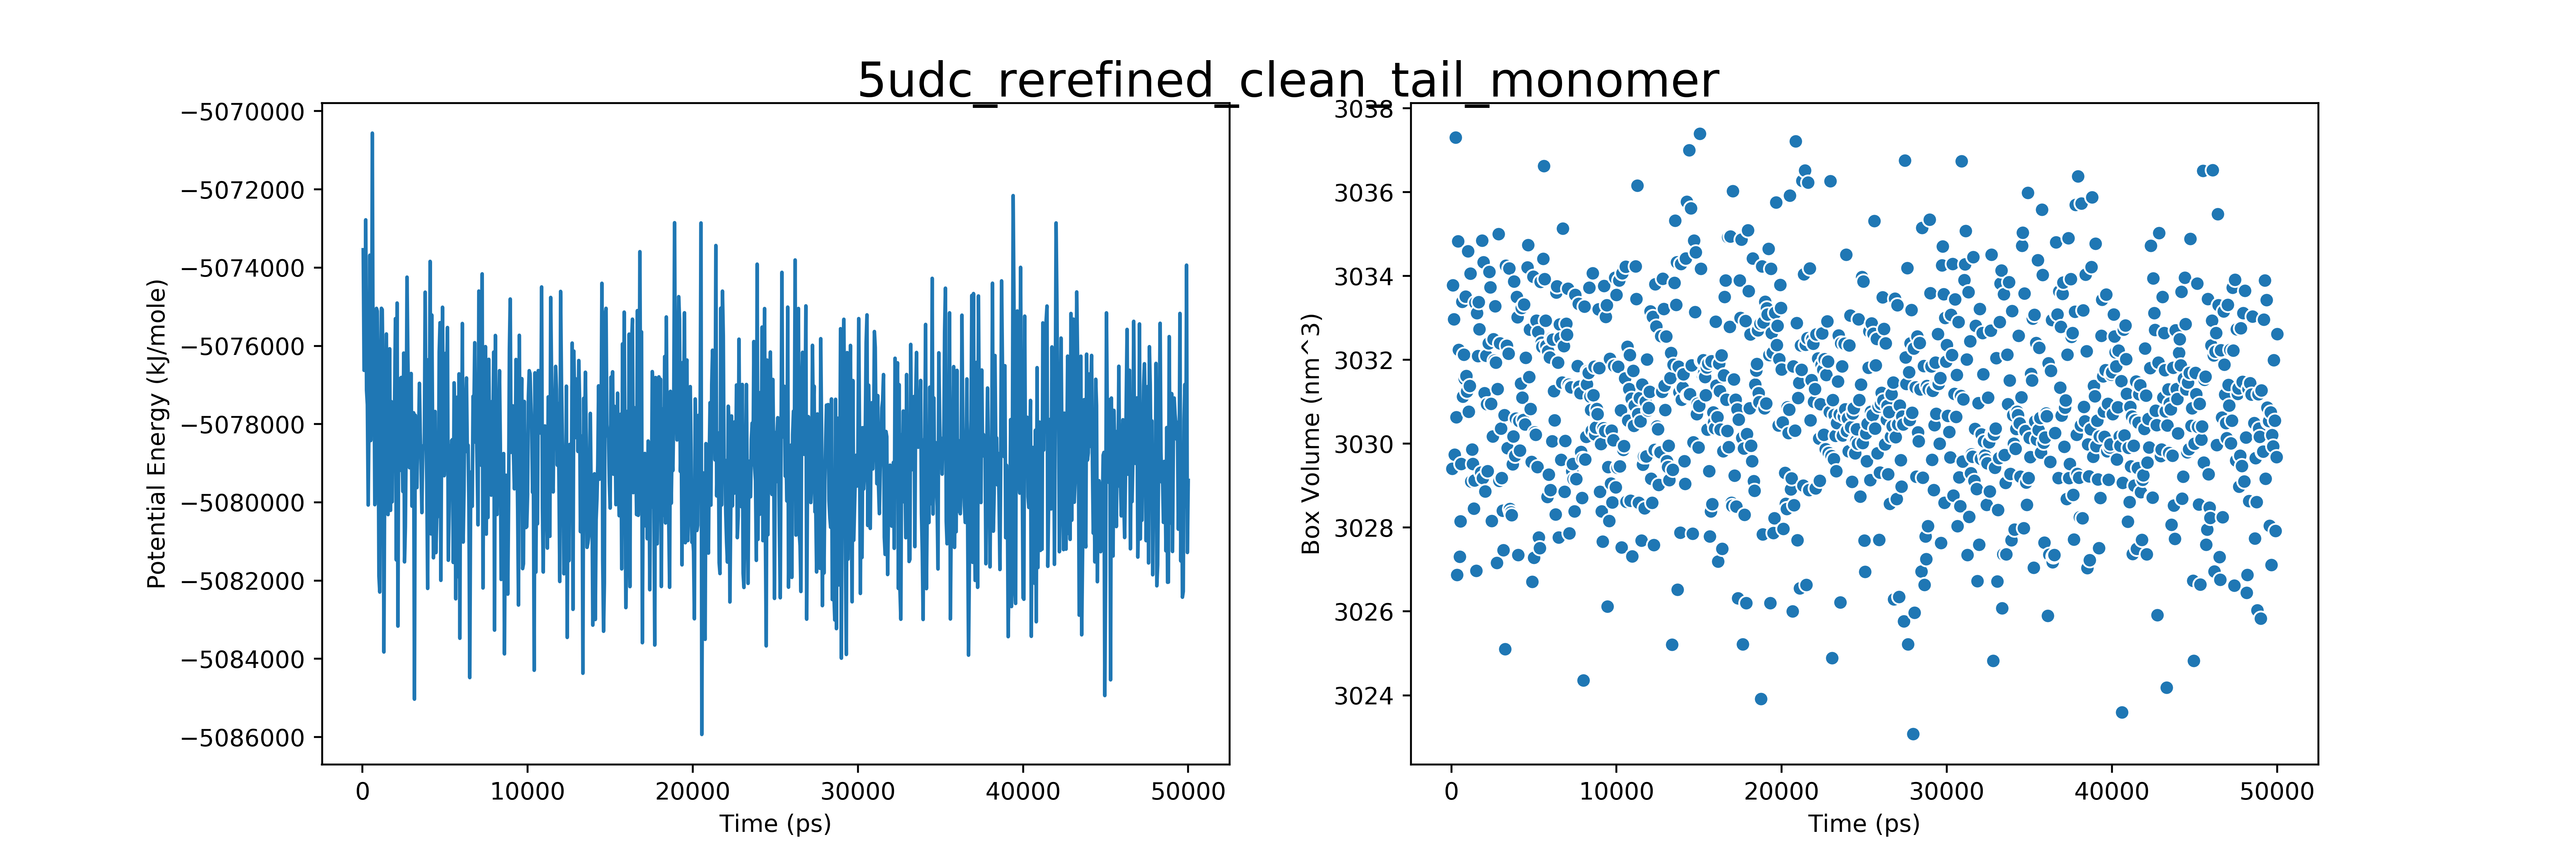 5udc_rerefined_clean_tail_monomer
Potential Energy (kJ/mole)
−5070000
−5072000
−5074000
−5076000
−5078000
−5080000
−5082000
−5084000
−5086000
0 10000 20000 30000 40000 50000
Time (ps)
Box Volume (nm^3)
3038
3036
3034
3032
3030
3028
3026
3024
0 10000 20000 30000 40000 50000
Time (ps)